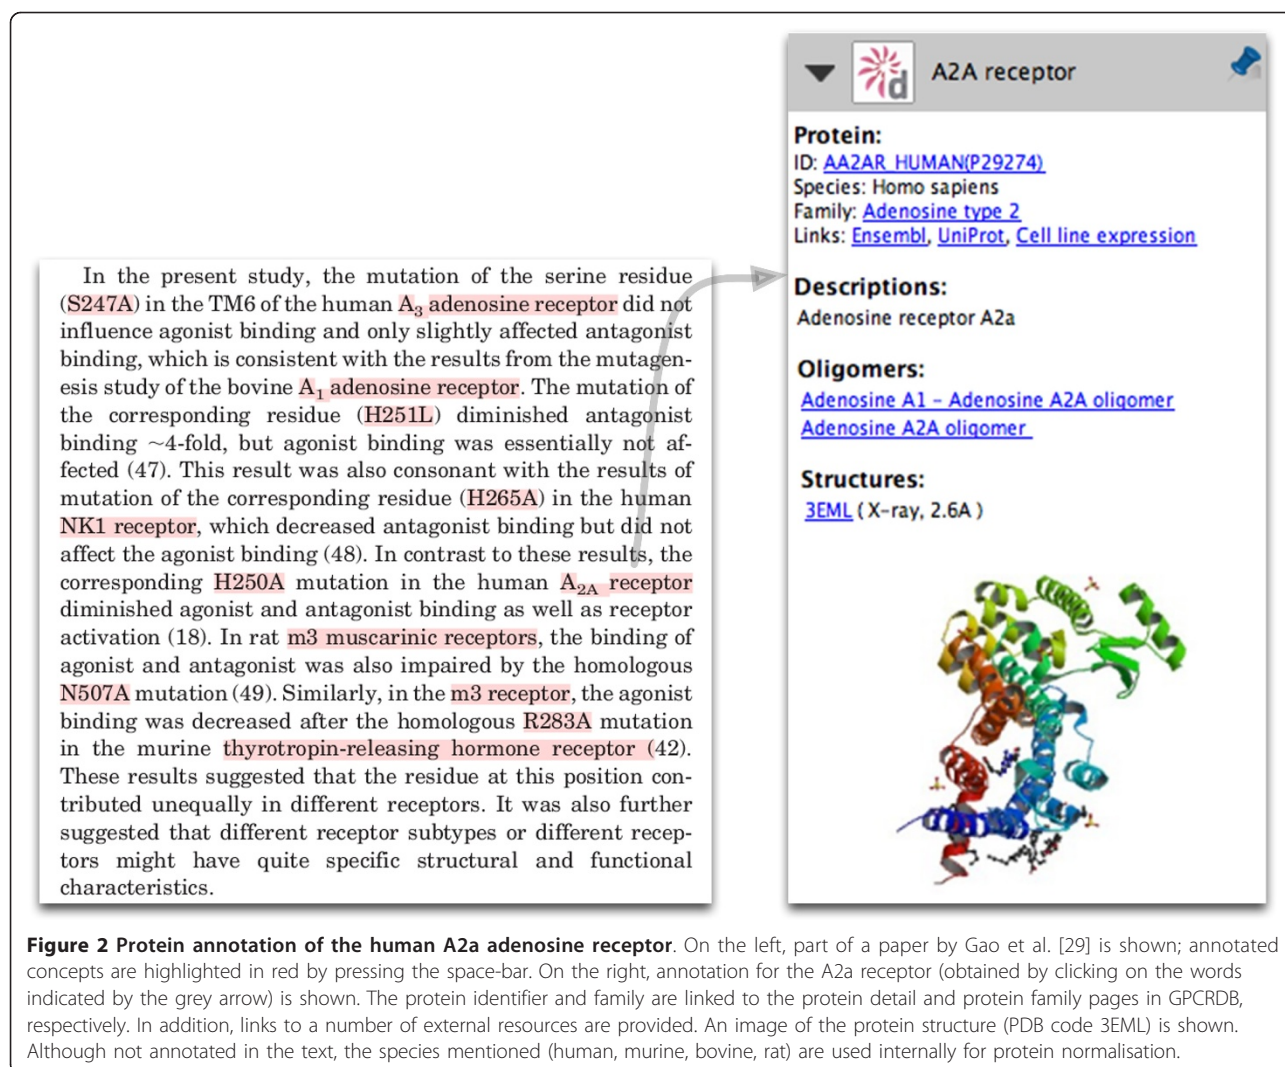 In the present study, the mutation of the serine residue
(S247A) in the TM6 of the human A3 adenosine receptor did not
influence agonist binding and only slightly affected antagonist
binding, which is consistent with the results from the mutagen-
esis study of the bovine A1 adenosine receptor. The mutation of
the corresponding residue (H251L) diminished antagonist
binding ~4-fold, but agonist binding was essentially not af-
fected (47). This result was also consonant with the results of
mutation of the corresponding residue (H265A) in the human
NK1 receptor, which decreased antagonist binding but did not
affect the agonist binding (48). In contrast to these results, the
corresponding H250A mutation in the human A2A receptor
diminished agonist and antagonist binding as well as receptor
activation (18). In rat m3 muscarinic receptors, the binding of
agonist and antagonist was also impaired by the homologous
N507A mutation (49). Similarly, in the m3 receptor, the agonist
binding was decreased after the homologous R283A mutation
in the murine thyrotropin-releasing hormone receptor (42).
These results suggested that the residue at this position con-
tributed unequally in different receptors. It was also further
suggested that different receptor subtypes or different recep-
tors might have quite specific structural and functional
characteristics.
d
A2A receptor
Protein:
ID: AA2AR_HUMAN(P29274)
Species: Homo sapiens
Family: Adenosine type 2
Links: Ensembl, UniProt, Cell line expression
Descriptions:
Adenosine receptor A2a
Oligomers:
Adenosine A1 – Adenosine A2A oligomer
Adenosine A2A oligomer
Structures:
3EML ( X-ray, 2.6A )
Figure 2 Protein annotation of the human A2a adenosine receptor. On the left, part of a paper by Gao et al. [29] is shown; annotated
concepts are highlighted in red by pressing the space-bar. On the right, annotation for the A2a receptor (obtained by clicking on the words
indicated by the grey arrow) is shown. The protein identifier and family are linked to the protein detail and protein family pages in GPCRDB,
respectively. In addition, links to a number of external resources are provided. An image of the protein structure (PDB code 3EML) is shown.
Although not annotated in the text, the species mentioned (human, murine, bovine, rat) are used internally for protein normalisation.